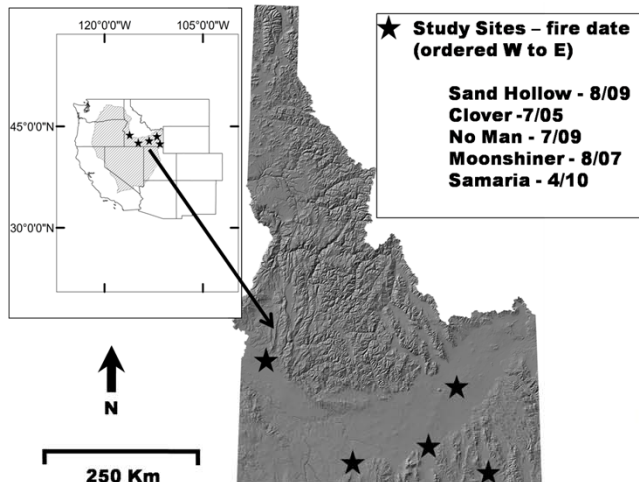 120°0'0"W
105°0'0"W
45°0'0"N
30°0'0"N
N
250 Km
Study Sites – fire date
(ordered W to E)
Sand Hollow - 8/09
Clover -7/05
No Man - 7/09
Moonshiner - 8/07
Samaria - 4/10